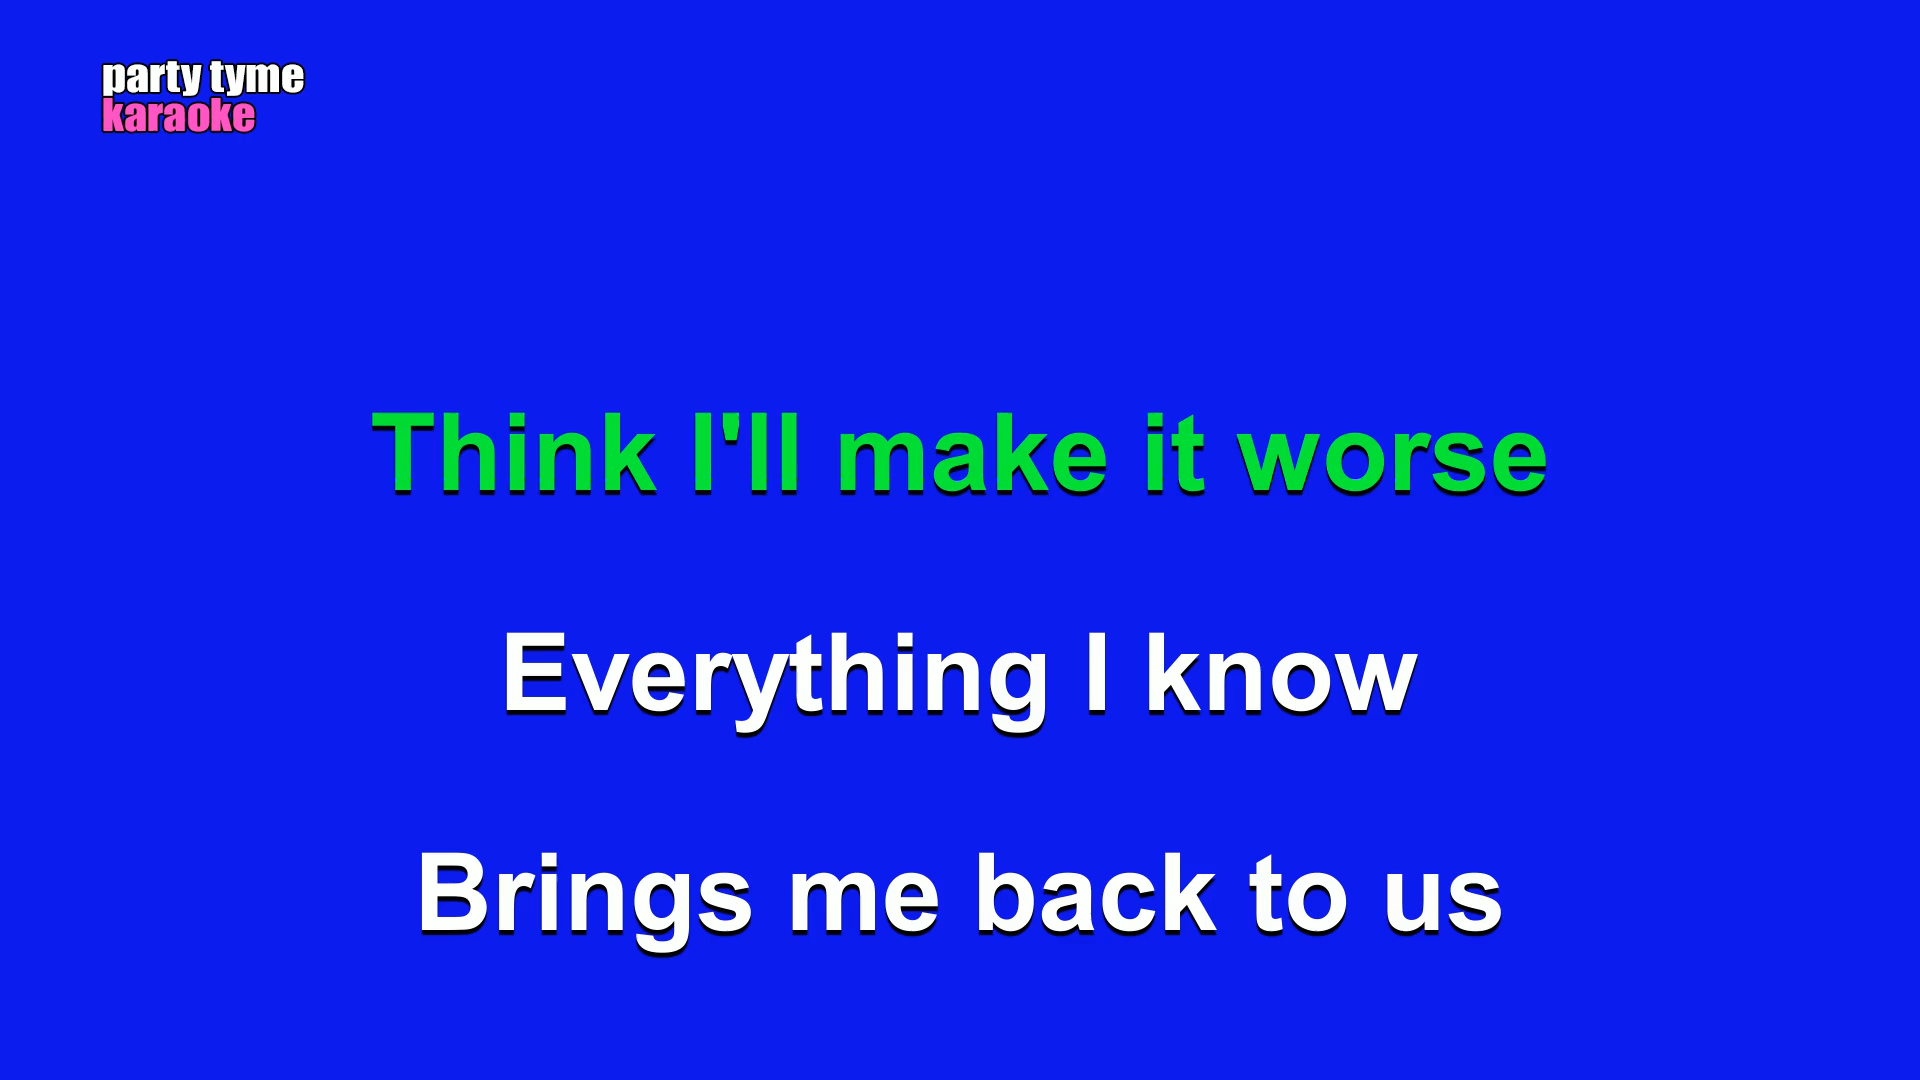 party tyme
karaoke
Think I'll make it worse
Everything I know
Brings me back to us